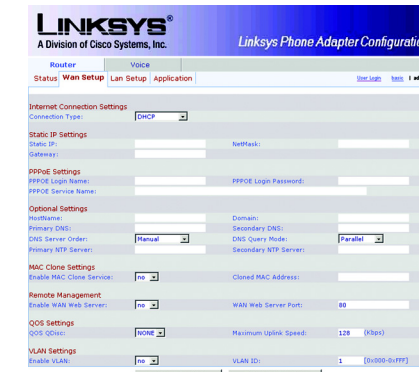 LINKSYS®
A Division of Cisco Systems, Inc.
Linksys Phone Adapter Configuratio
Router Voice
Status Wan Setup Lan Setup Application User Login basic | ad
Internet Connection Settings
Connection Type: DHCP
Static IP Settings
Static IP: NetMask:
Gateway:
PPPoE Settings
PPPOE Login Name: PPPOE Login Password:
PPPOE Service Name:
Optional Settings
HostName: Domain:
Primary DNS: Secondary DNS:
DNS Server Order: Manual DNS Query Mode: Parallel
Primary NTP Server: Secondary NTP Server:
MAC Clone Settings
Enable MAC Clone Service: no Cloned MAC Address:
Remote Management
Enable WAN Web Server: no WAN Web Server Port: 80
QOS Settings
QOS QDisc: NONE Maximum Uplink Speed: 128 (Kbps)
VLAN Settings
Enable VLAN: no VLAN ID: 1 [0x000-0xFFF]